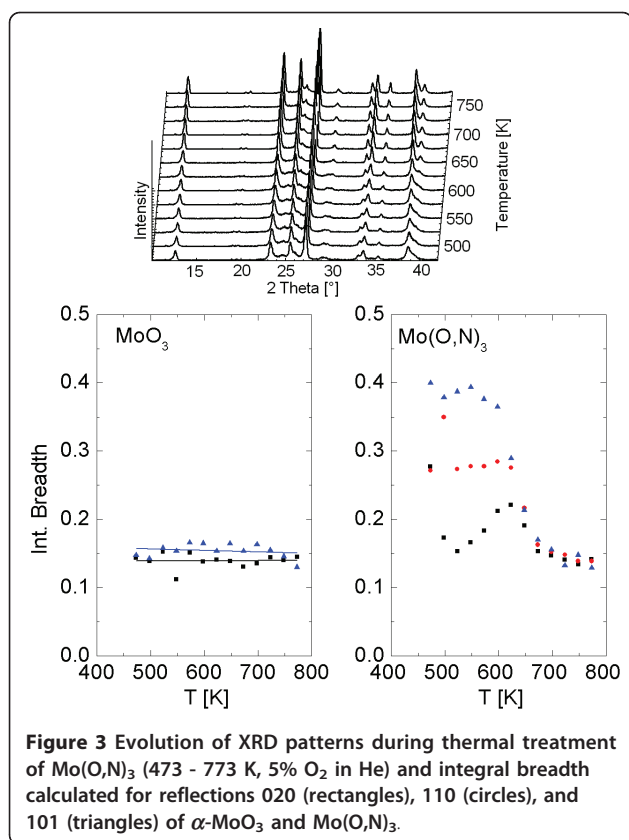 750
700
650
600
550
500
Temperature [K]
Intensity
15 20 25 30 35 40
2 Theta [°]
MoO3
0.5
0.4
0.3
0.2
0.1
0.0
Int. Breadth
400 500 600 700 800
T [K]
Mo(O,N)3
0.5
0.4
0.3
0.2
0.1
0.0
400 500 600 700 800
T [K]
Figure 3 Evolution of XRD patterns during thermal treatment
of Mo(O,N)3 (473 - 773 K, 5% O2 in He) and integral breadth
calculated for reflections 020 (rectangles), 110 (circles), and
101 (triangles) of α-MoO3 and Mo(O,N)3.